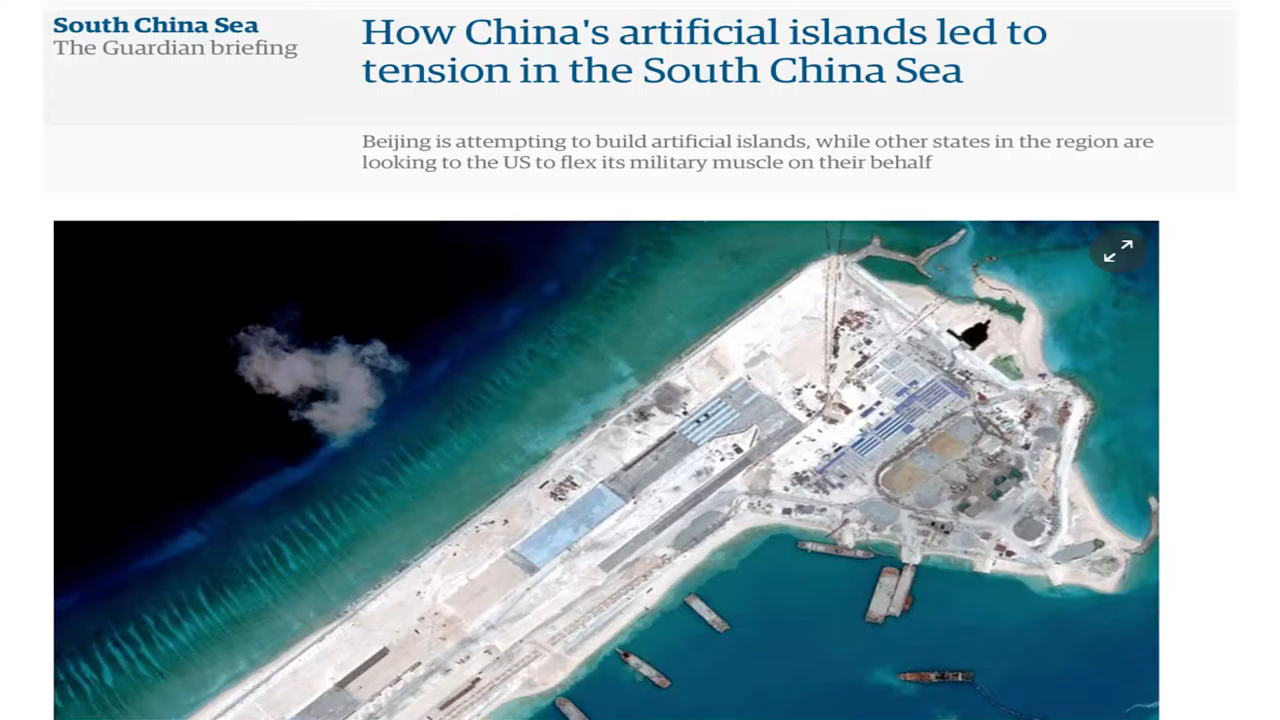 South China Sea
The Guardian briefing
How China's artificial islands led to
tension in the South China Sea
Beijing is attempting to build artificial islands, while other states in the region are
looking to the US to flex its military muscle on their behalf